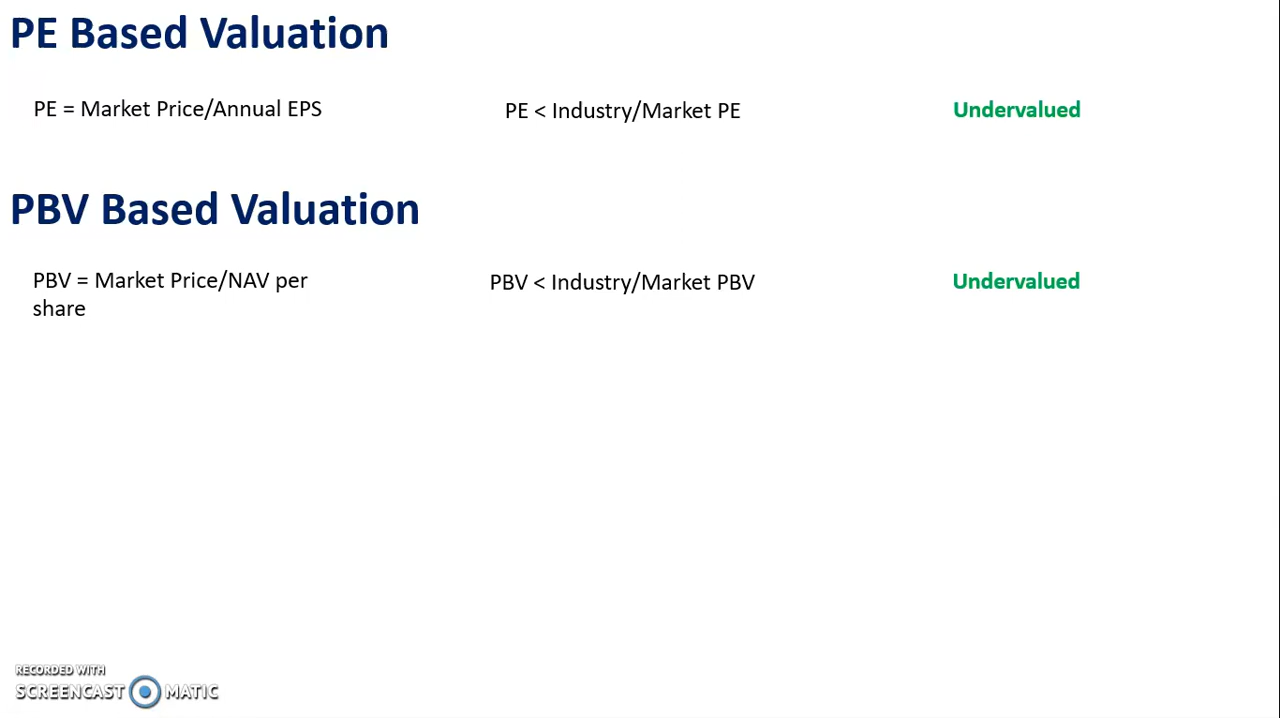 PE Based Valuation
PE = Market Price/Annual EPS
PE < Industry/Market PE
Undervalued
PBV Based Valuation
PBV = Market Price/NAV per
share
PBV < Industry/Market PBV
Undervalued
RECORDED WITH
SCREENCAST MATIC